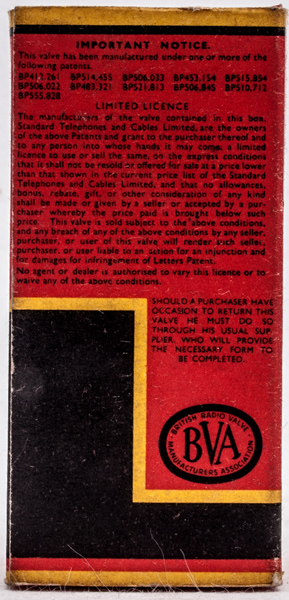 IMPORTANT NOTICE.
This valve has been manufactured under one or more of the
following patents.
BP413,261 BP514,455 BP506,033 BP453,154 BP515,854
BP506,022 BP483,321 BP521,813 BP506,845 BP510,712
BP555,828
LIMITED LICENCE
The manufacturers of the valve contained in this box,
Standard Telephones and Cables Limited, are the owners
of the above Patents and grant to the purchaser thereof and
to any person into whose hands it may come, a limited
licence to use or sell the same, on the express conditions
that it shall not be resold or offered for sale at a price lower
than that shown in the current price list of the Standard
Telephones and Cables Limited, and that no allowances,
bonus, rebate, gift, or other consideration of any kind
shall be made or given by a seller or accepted by a pur-
chaser whereby the price paid is brought below such
price. This valve is sold subject to the above conditions,
and any breach of any of the above conditions by any seller,
purchaser, or user of this valve will render such seller,
purchaser, or user liable to an action for an injunction and
for damages for infringement of Letters Patent.
No agent or dealer is authorised to vary this licence or to
waive any of the above conditions.
SHOULD A PURCHASER HAVE
OCCASION TO RETURN THIS
VALVE HE MUST DO SO
THROUGH HIS USUAL SUP-
PLIER, WHO WILL PROVIDE
THE NECESSARY FORM TO
BE COMPLETED.
BRITISH RADIO VALVE
BVA
MANUFACTURERS ASSOCIATION